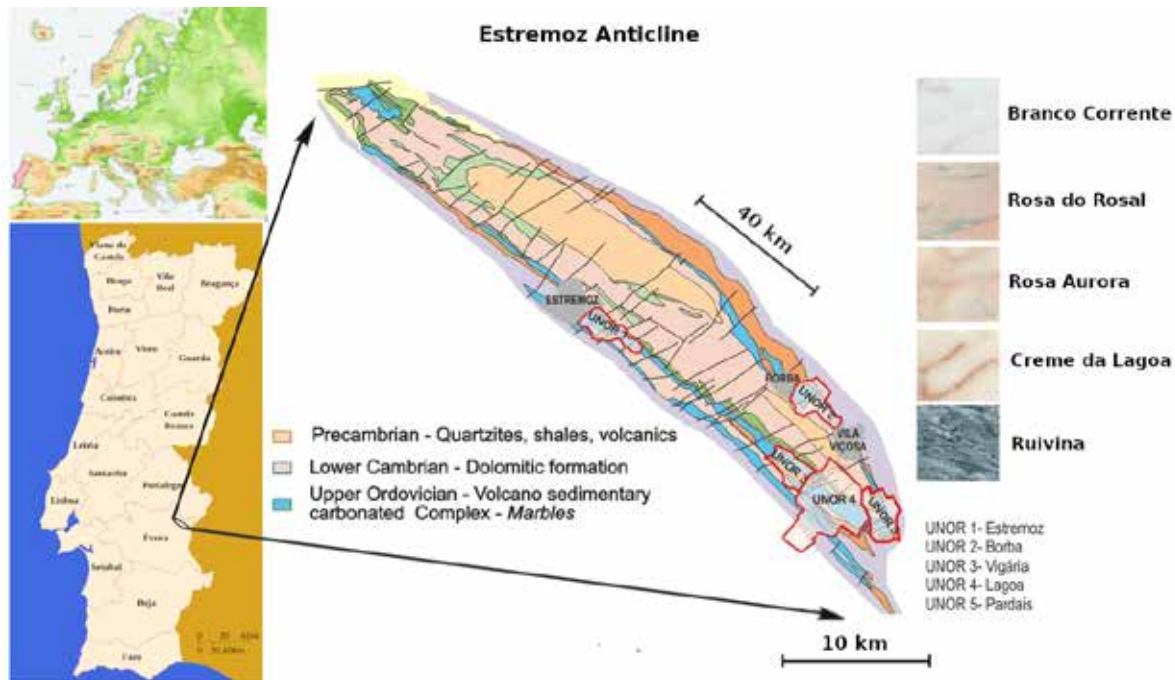 Estremoz Anticline
Branco Corrente
Rosa do Rosal
Rosa Aurora
Creme da Lagoa
Ruivina
40 km
ESTREMOZ
UNOR 1
BORBA
UNOR 2
VILA
VIÇOSA
UNOR 3
UNOR 4
UNOR 5
Precambrian - Quartzites, shales, volcanics
Lower Cambrian - Dolomitic formation
Upper Ordovician - Volcano sedimentary
carbonated Complex - Marbles
UNOR 1- Estremoz
UNOR 2- Borba
UNOR 3- Vigária
UNOR 4- Lagoa
UNOR 5- Pardais
10 km
Viana do
Castelo
Braga
Vila
Real
Bragança
Porto
Aveiro
Viseu
Guarda
Coimbra
Castelo
Branco
Leiria
Santarém
Portalegre
Lisboa
Évora
Setúbal
Beja
Faro